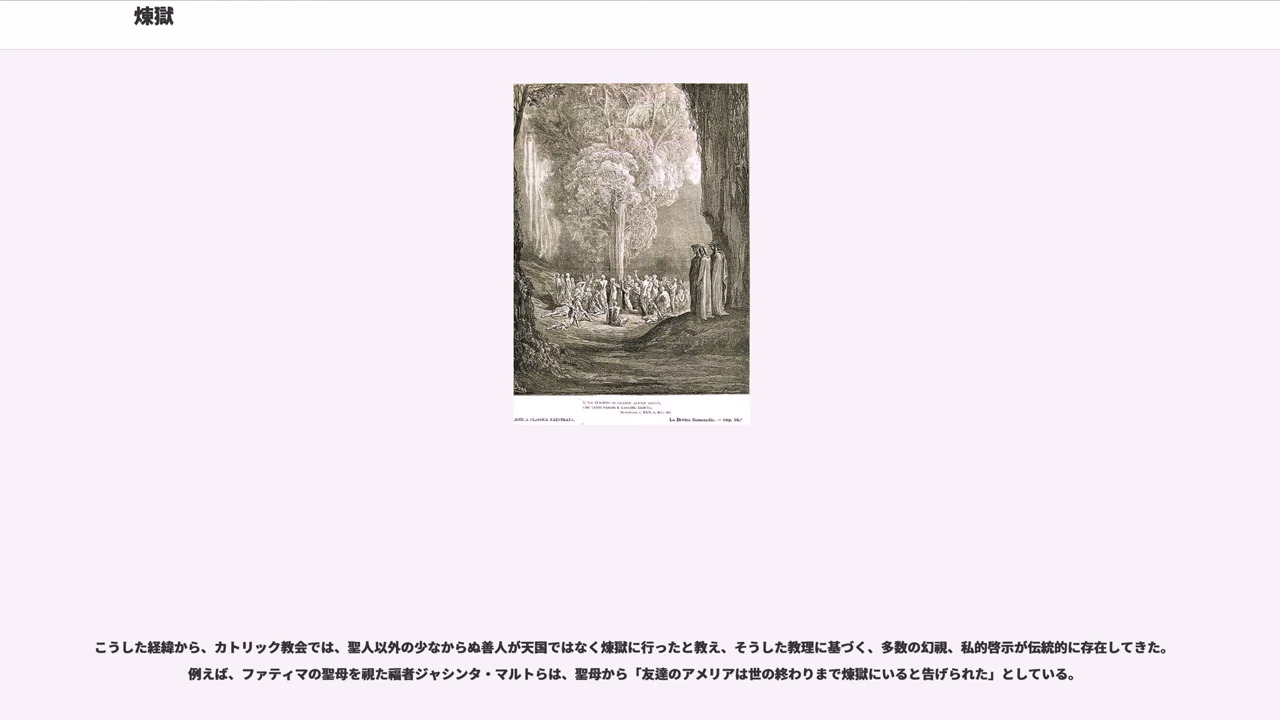 煉獄
La Divina Commedia. —
こうした経緯から、カトリック教会では、聖人以外の少なからぬ善人が天国ではなく煉獄に行ったと教え、そうした教理に基づく、多数の幻視、私的啓示が伝統的に存在してきた。
例えば、ファティマの聖母を視た福者ジャシンタ・マルトらは、聖母から「友達のアメリアは世の終わりまで煉獄にいると告げられた」としている。